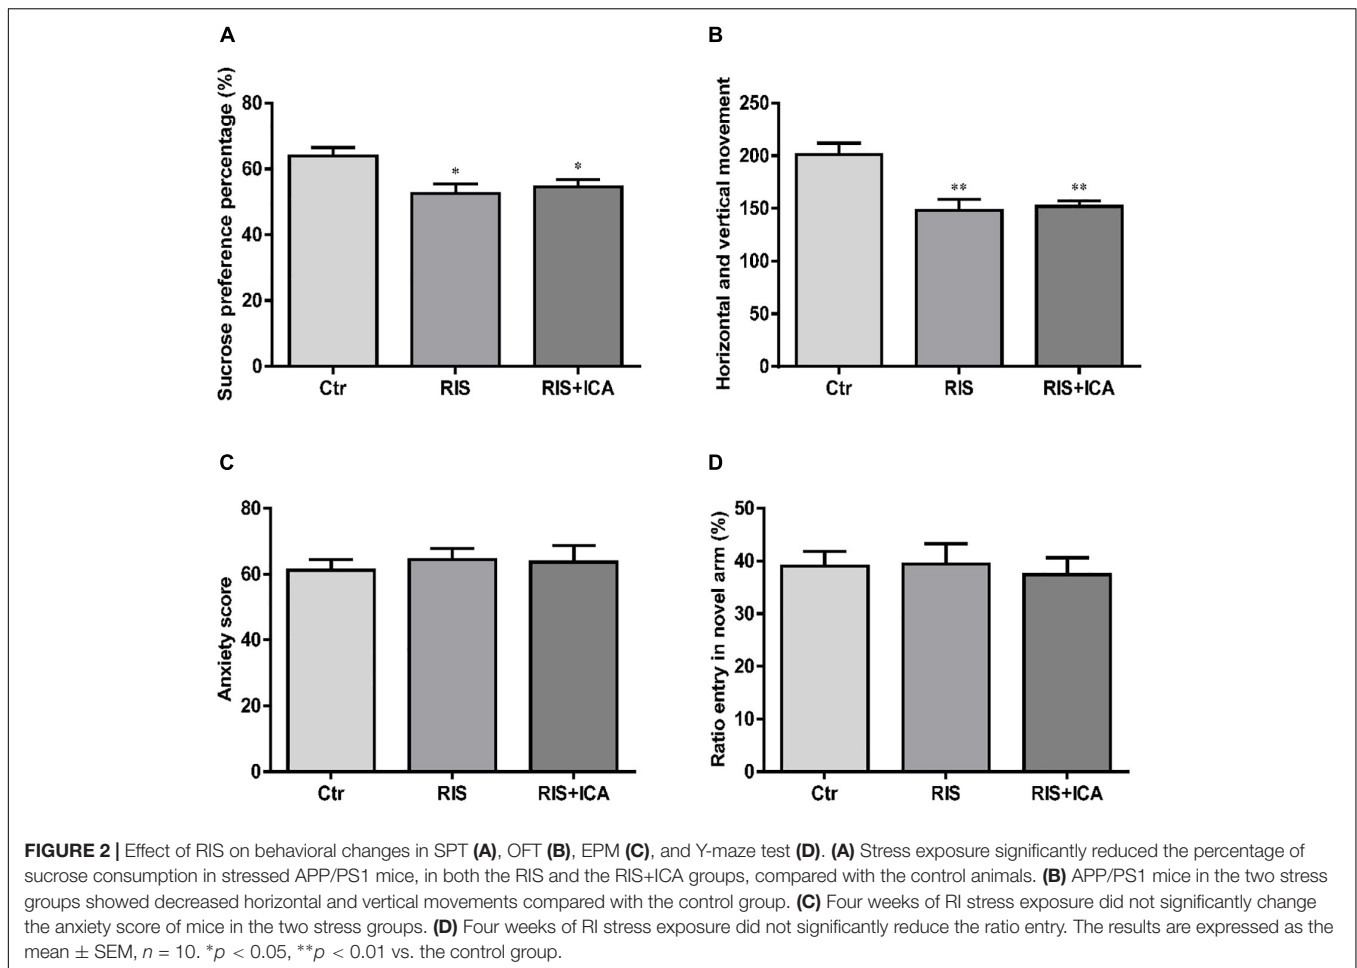 A
Sucrose preference percentage (%)
80
60
40
20
0
*
*
Ctr
RIS
RIS+ICA
B
Horizontal and vertical movement
250
200
150
100
50
0
**
**
Ctr
RIS
RIS+ICA
C
Anxiety score
80
60
40
20
0
Ctr
RIS
RIS+ICA
D
Ratio entry in novel arm (%)
50
40
30
20
10
0
Ctr
RIS
RIS+ICA
FIGURE 2 | Effect of RIS on behavioral changes in SPT (A), OFT (B), EPM (C), and Y-maze test (D). (A) Stress exposure significantly reduced the percentage of
sucrose consumption in stressed APP/PS1 mice, in both the RIS and the RIS+ICA groups, compared with the control animals. (B) APP/PS1 mice in the two stress
groups showed decreased horizontal and vertical movements compared with the control group. (C) Four weeks of RI stress exposure did not significantly change
the anxiety score of mice in the two stress groups. (D) Four weeks of RI stress exposure did not significantly reduce the ratio entry. The results are expressed as the
mean ± SEM, n = 10. *p < 0.05, **p < 0.01 vs. the control group.